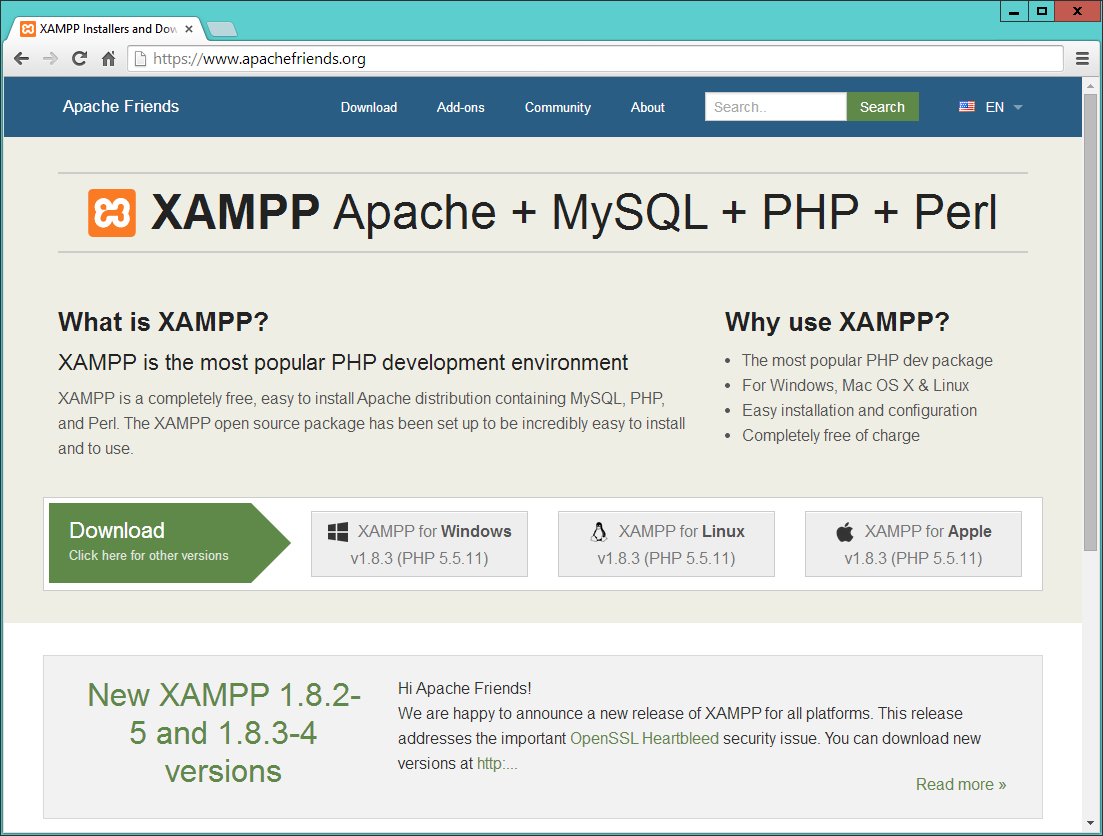 XAMPP Installers and Dow
https://www.apachefriends.org
Apache Friends
Download
Add-ons
Community
About
Search..
Search
EN
XAMPP Apache + MySQL + PHP + Perl
What is XAMPP?
XAMPP is the most popular PHP development environment
XAMPP is a completely free, easy to install Apache distribution containing MySQL, PHP,
and Perl. The XAMPP open source package has been set up to be incredibly easy to install
and to use.
Why use XAMPP?
• The most popular PHP dev package
• For Windows, Mac OS X & Linux
• Easy installation and configuration
• Completely free of charge
Download
Click here for other versions
XAMPP for Windows
v1.8.3 (PHP 5.5.11)
XAMPP for Linux
v1.8.3 (PHP 5.5.11)
XAMPP for Apple
v1.8.3 (PHP 5.5.11)
New XAMPP 1.8.2-
5 and 1.8.3-4
versions
Hi Apache Friends!
We are happy to announce a new release of XAMPP for all platforms. This release
addresses the important OpenSSL Heartbleed security issue. You can download new
versions at http:...
Read more »